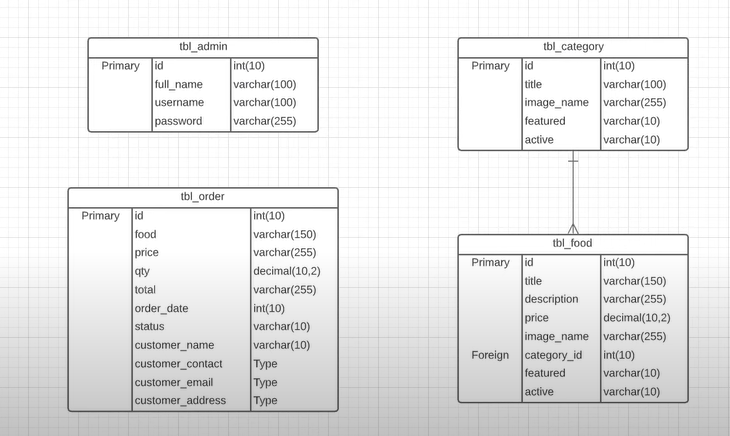 tbl_admin
Primary id int(10)
full_name varchar(100)
username varchar(100)
password varchar(255)
tbl_category
Primary id int(10)
title varchar(100)
image_name varchar(255)
featured varchar(10)
active varchar(10)
tbl_order
Primary id int(10)
food varchar(150)
price varchar(255)
qty decimal(10,2)
total varchar(255)
order_date int(10)
status varchar(10)
customer_name varchar(10)
customer_contact Type
customer_email Type
customer_address Type
tbl_food
Primary id int(10)
title varchar(150)
description varchar(255)
price decimal(10,2)
image_name varchar(255)
Foreign category_id int(10)
featured varchar(10)
active varchar(10)